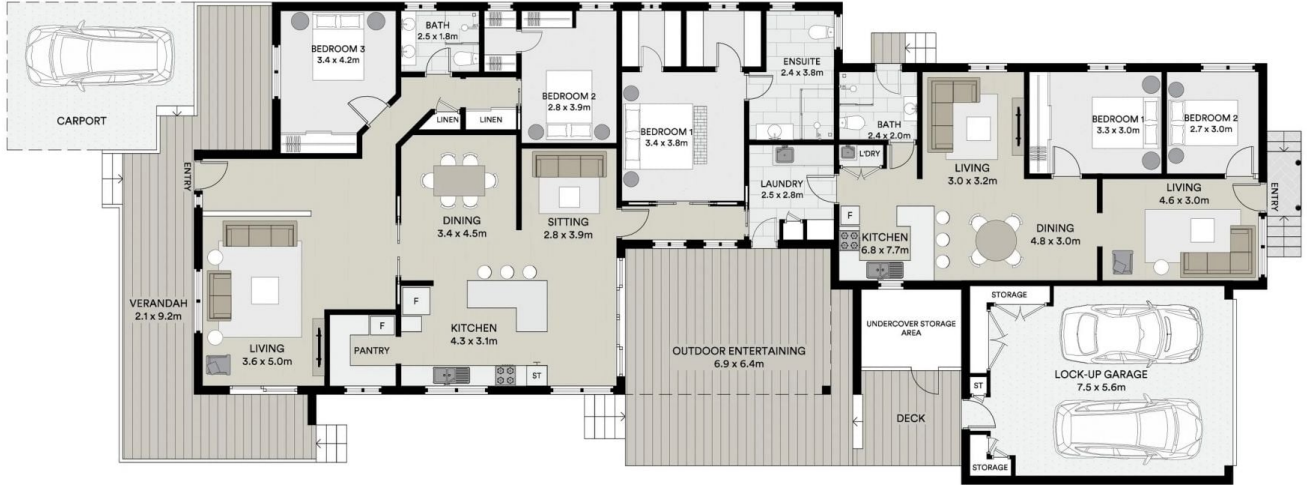 CARPORT
BEDROOM 3
3.4 x 4.2m
BATH
2.5 x 1.8m
LINEN
LINEN
BEDROOM 2
2.8 x 3.9m
BEDROOM 1
3.4 x 3.8m
ENSUITE
2.4 x 3.8m
BATH
2.4 x 2.0m
LAUNDRY
2.5 x 2.8m
L'DRY
LIVING
3.0 x 3.2m
BEDROOM 1
3.3 x 3.0m
BEDROOM 2
2.7 x 3.0m
ENTRY
ENTRY
DINING
3.4 x 4.5m
SITTING
2.8 x 3.9m
F
KITCHEN
6.8 x 7.7m
DINING
4.8 x 3.0m
LIVING
4.6 x 3.0m
VERANDAH
2.1 x 9.2m
LIVING
3.6 x 5.0m
F
F
PANTRY
KITCHEN
4.3 x 3.1m
ST
OUTDOOR ENTERTAINING
6.9 x 6.4m
UNDERCOVER STORAGE
AREA
DECK
STORAGE
ST
STORAGE
LOCK-UP GARAGE
7.5 x 5.6m